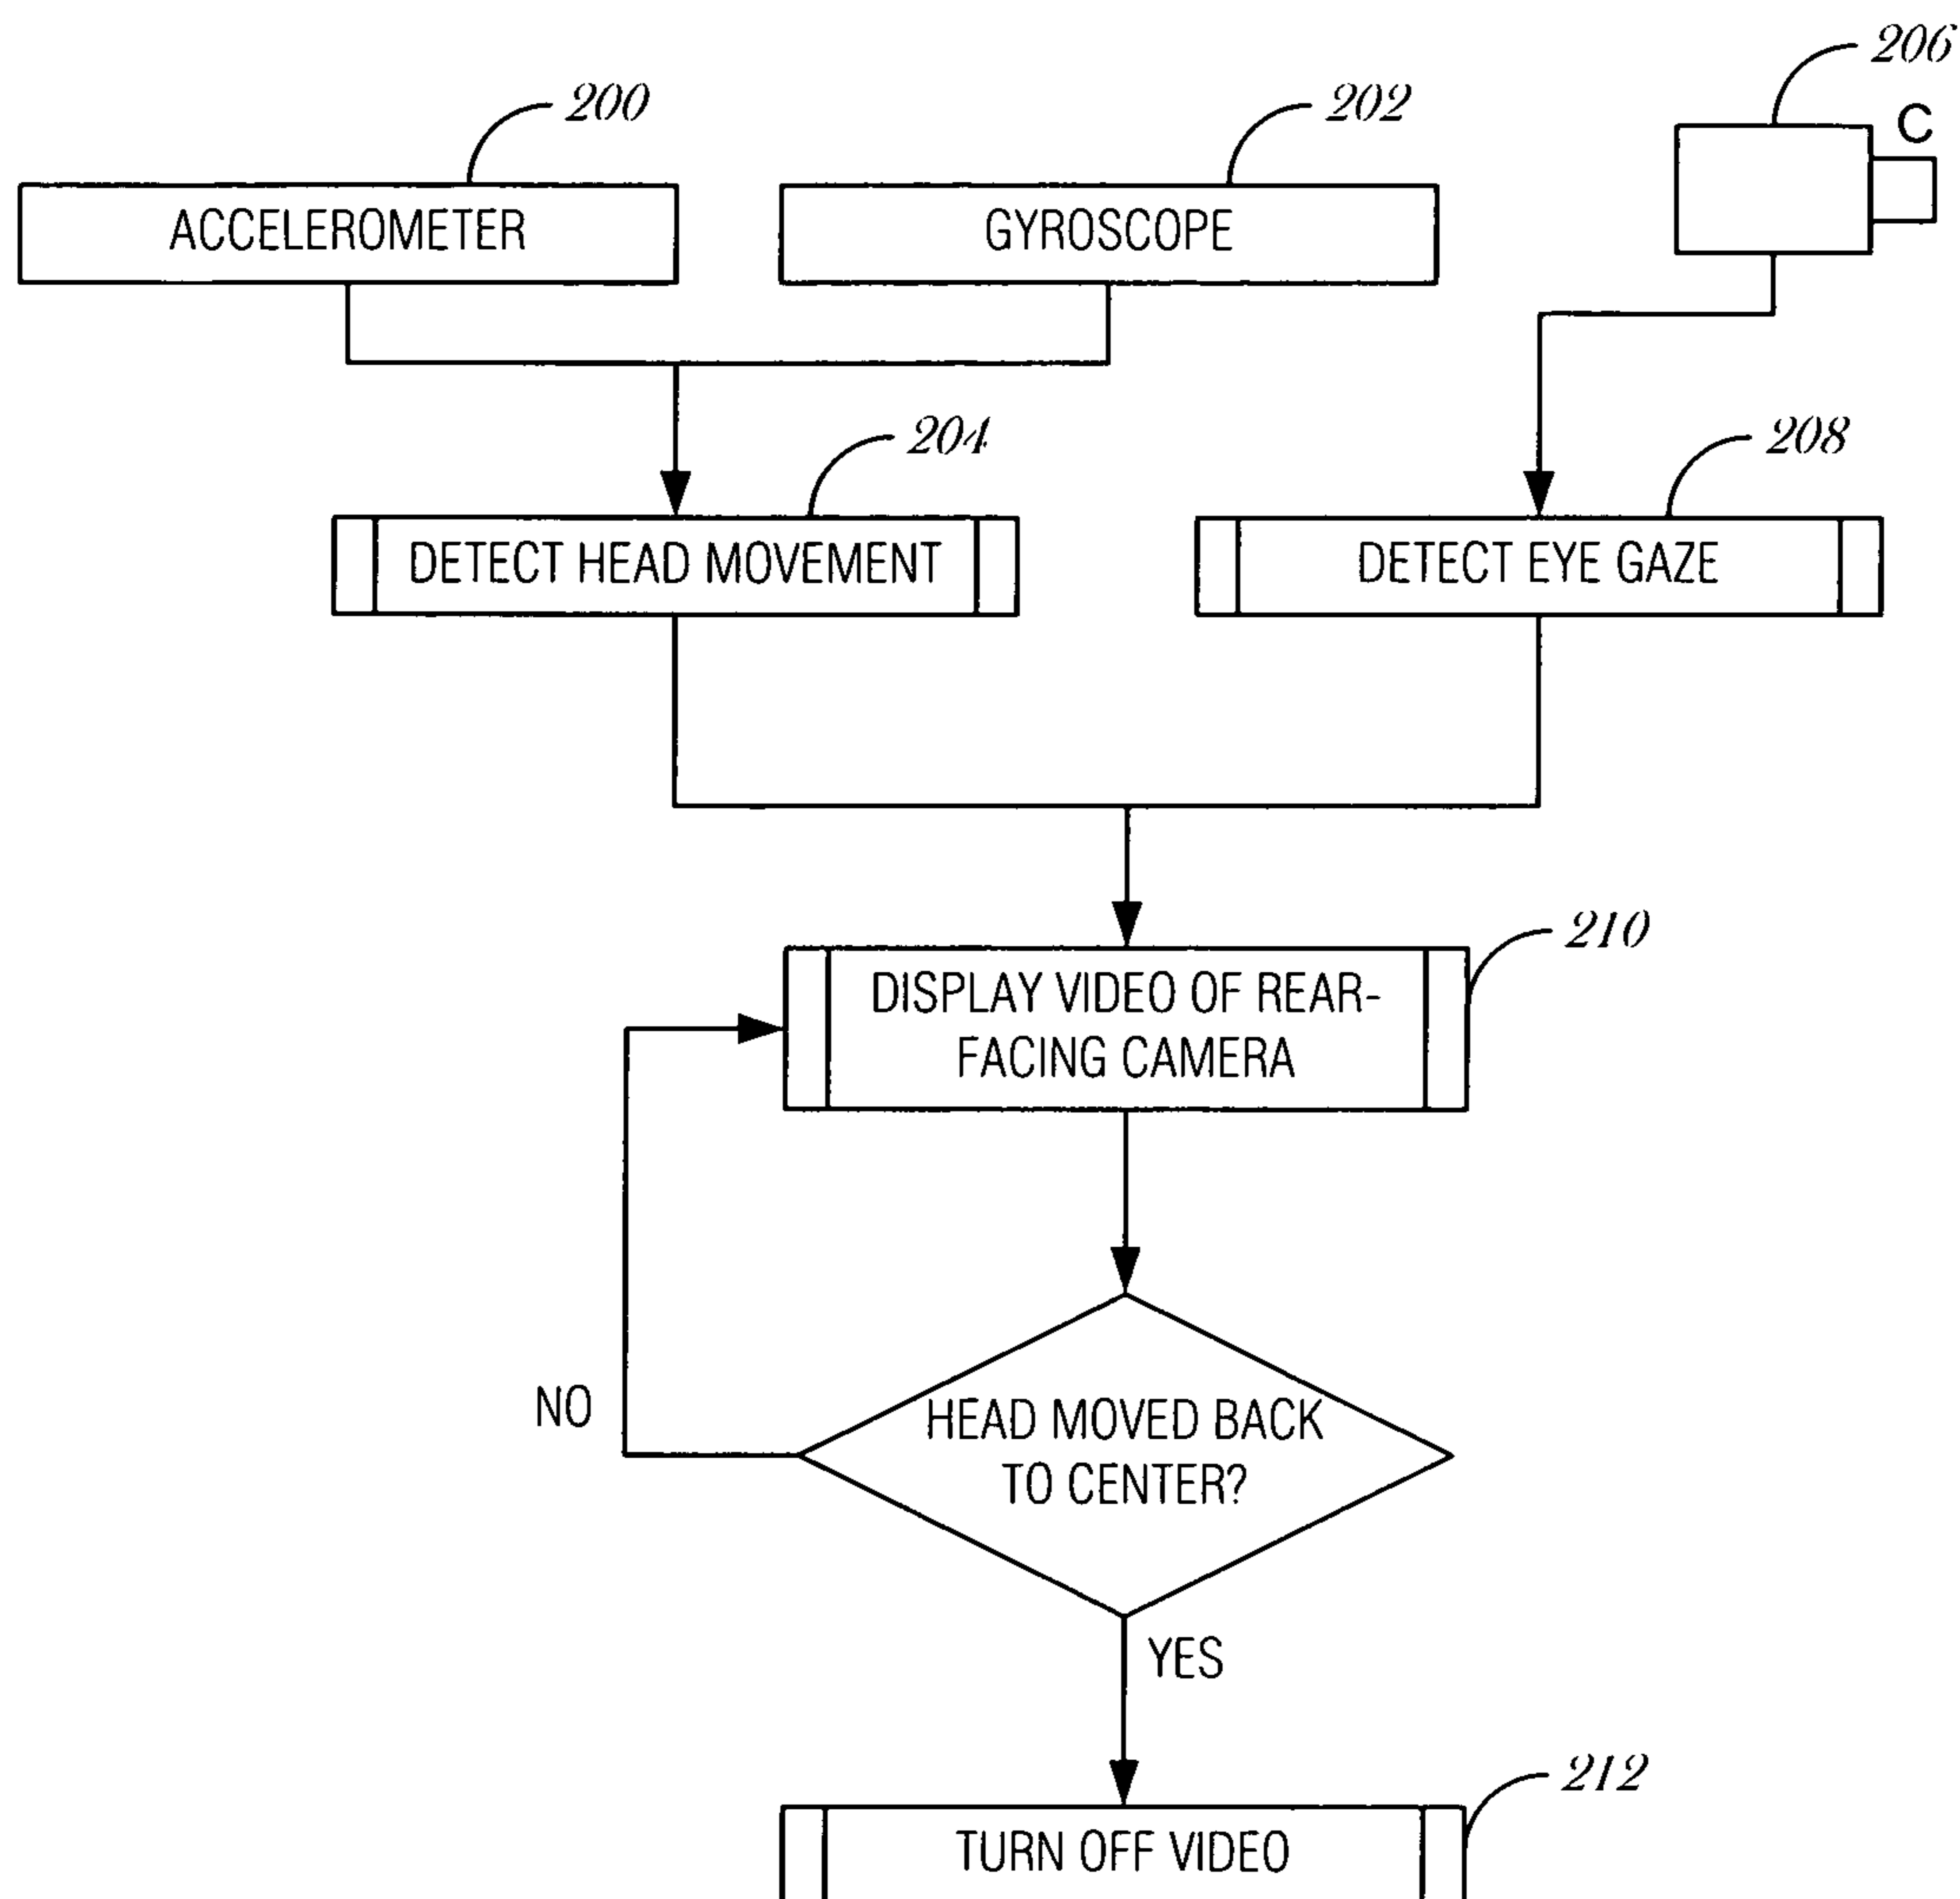 206
200
202
C
ACCELEROMETER
GYROSCOPE
204
208
DETECT HEAD MOVEMENT
DETECT EYE GAZE
210
DISPLAY VIDEO OF REAR-
FACING CAMERA
NO
HEAD MOVED BACK
TO CENTER?
YES
212
TURN OFF VIDEO